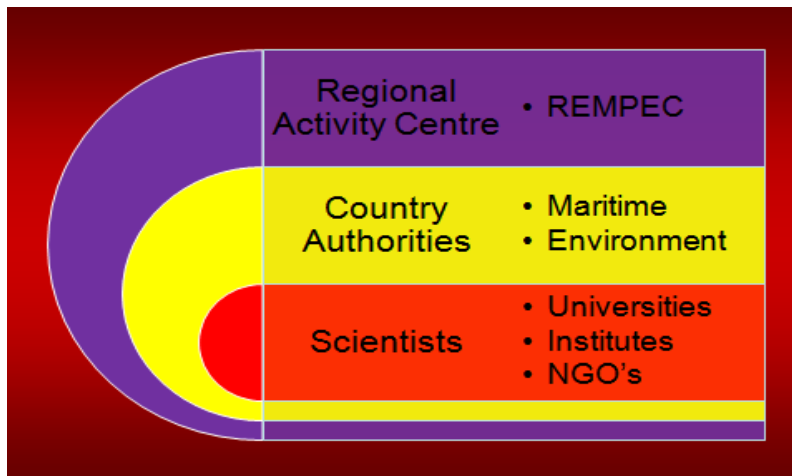 Regional
Activity Centre
• REMPEC
Country
Authorities
• Maritime
• Environment
Scientists
• Universities
• Institutes
• NGO's